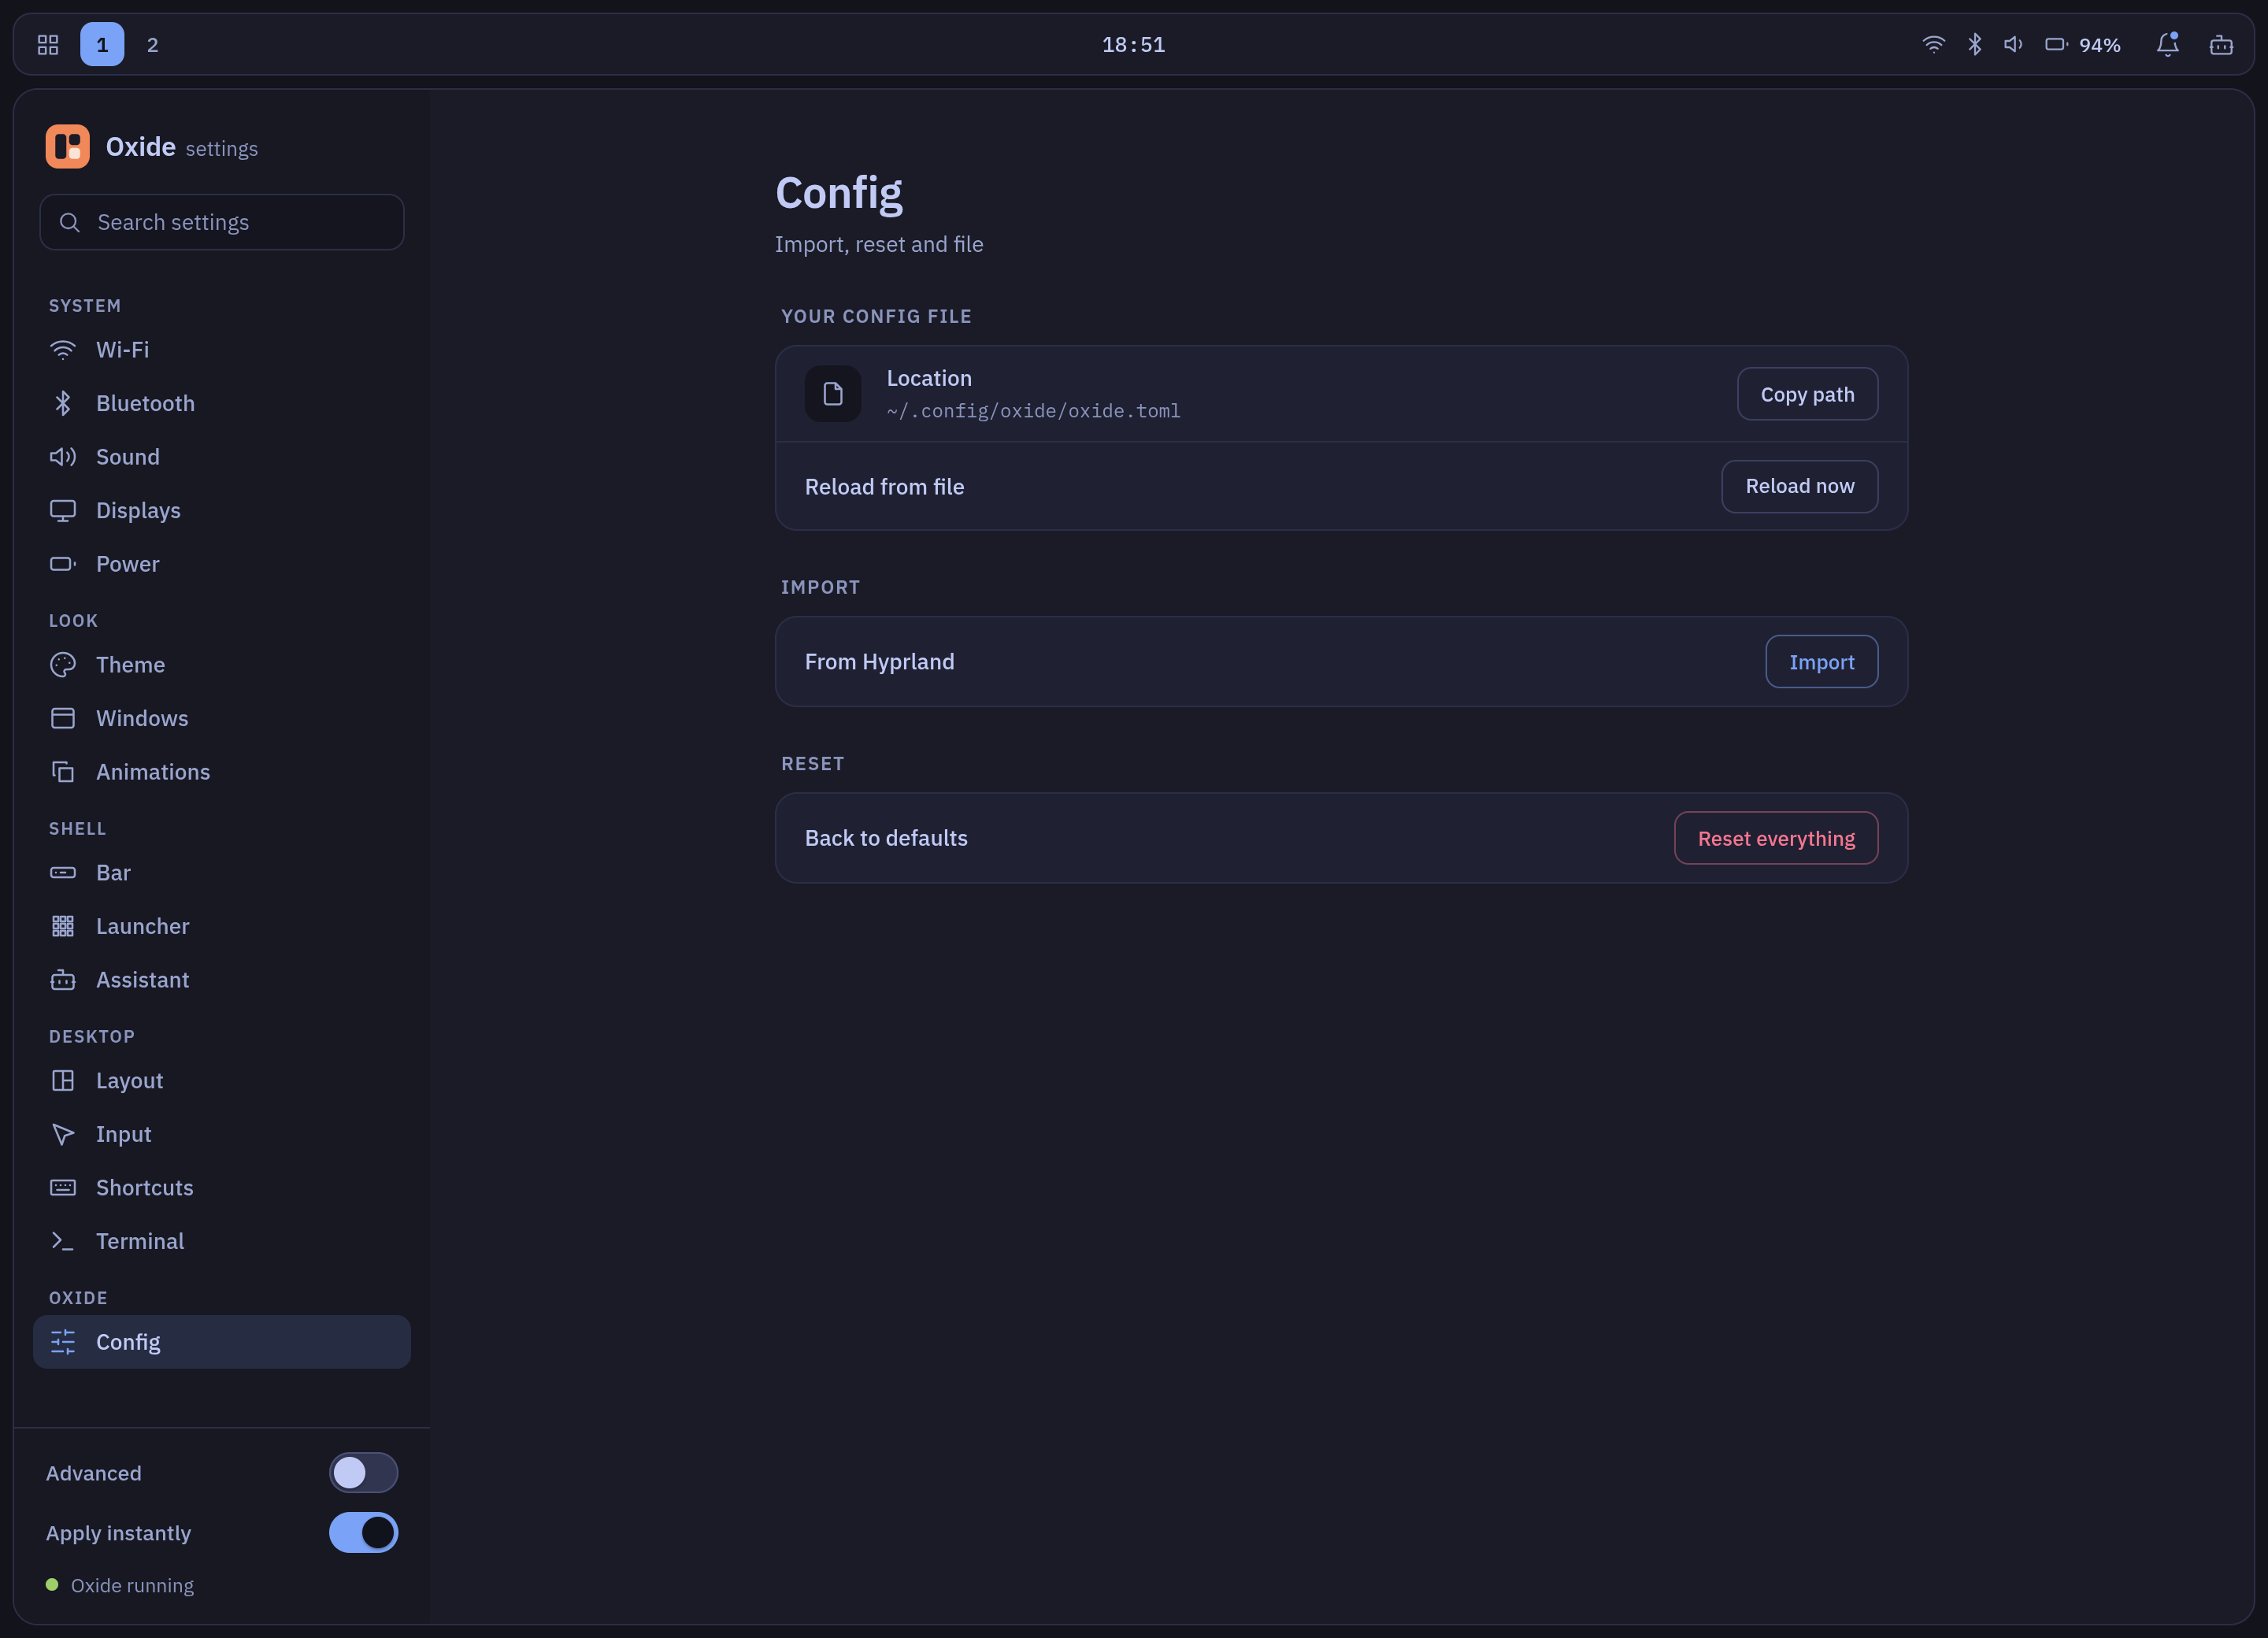 1 2 18:51 94%
Oxide settings
Search settings
SYSTEM
Wi-Fi
Bluetooth
Sound
Displays
Power
LOOK
Theme
Windows
Animations
SHELL
Bar
Launcher
Assistant
DESKTOP
Layout
Input
Shortcuts
Terminal
OXIDE
Config
Advanced
Apply instantly
Oxide running
Config
Import, reset and file
YOUR CONFIG FILE
Location
~/.config/oxide/oxide.toml
Copy path
Reload from file
Reload now
IMPORT
From Hyprland
Import
RESET
Back to defaults
Reset everything